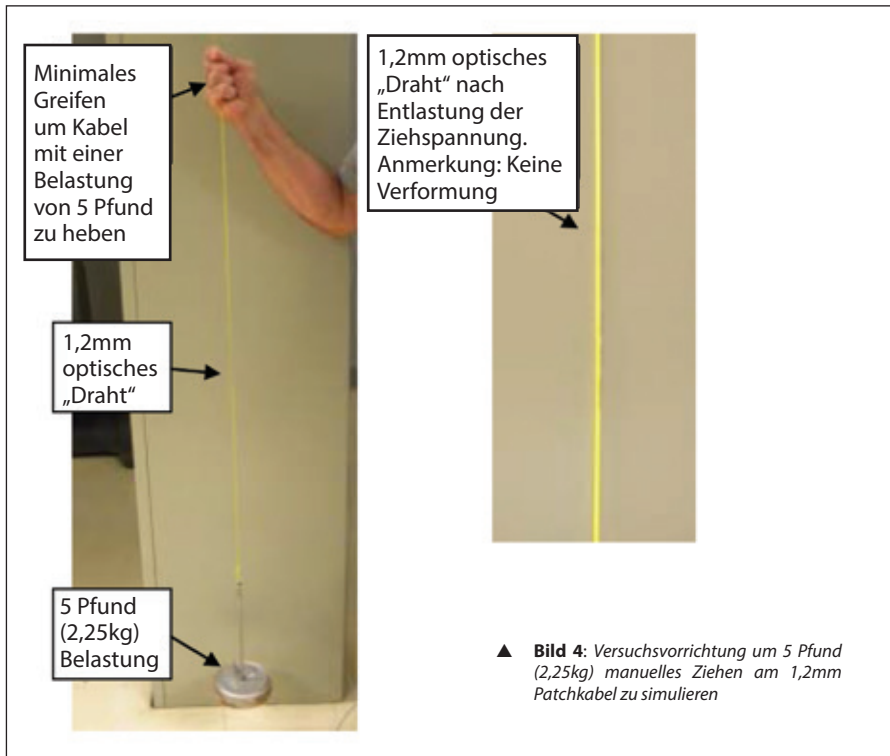 Minimales
Greifen
um Kabel
mit einer
Belastung
von 5 Pfund
zu heben
1,2mm
optisches
„Draht“
5 Pfund
(2,25kg)
Belastung
1,2mm optisches
„Draht“ nach
Entlastung der
Ziehspannung.
Anmerkung: Keine
Verformung
▲ Bild 4: Versuchsvorrichtung um 5 Pfund
(2,25kg) manuelles Ziehen am 1,2mm
Patchkabel zu simulieren